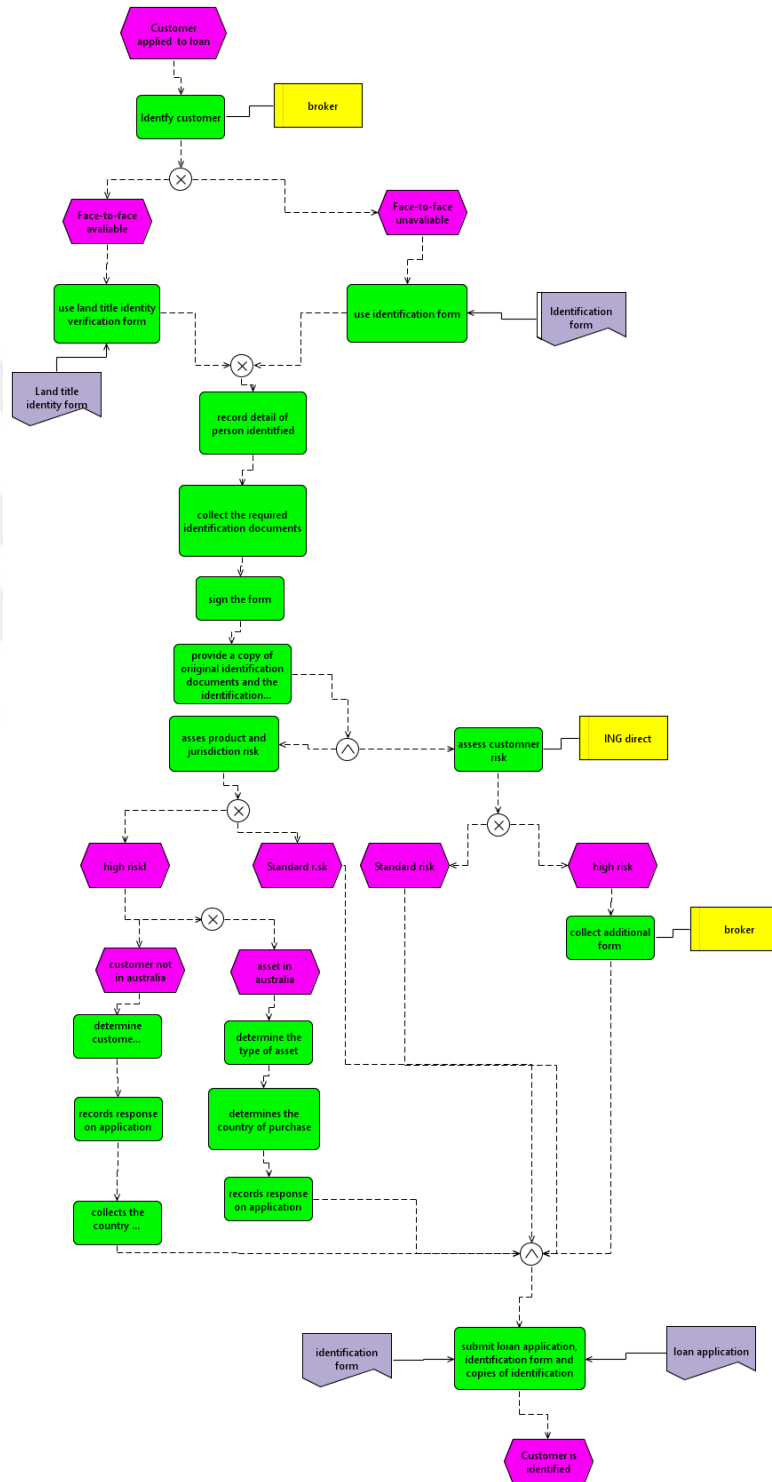 Customer
applied to loan
Identfy customer
broker
Face-to-face
avaliable
Face-to-face
unavaliable
use land title identity
verification form
use identification form
Identification
form
Land title
identity form
record detail of
person identitfied
collect the required
identification documents
sign the form
provide a copy of
oriiginal identification
documents and the
identification...
asses product and
jurisdiction risk
assess customner
risk
ING direct
high riskl
Standard r.sk
Standard risk
high risk
collect additional
form
broker
customer not
in australia
asset in
australia
determine
custome...
determine the
type of asset
records response
on application
determines the
country of purchase
collects the
country ...
records response
on application
identification
form
submit loian application,
identification form and
copies of identification
loan application
Customer is
identified